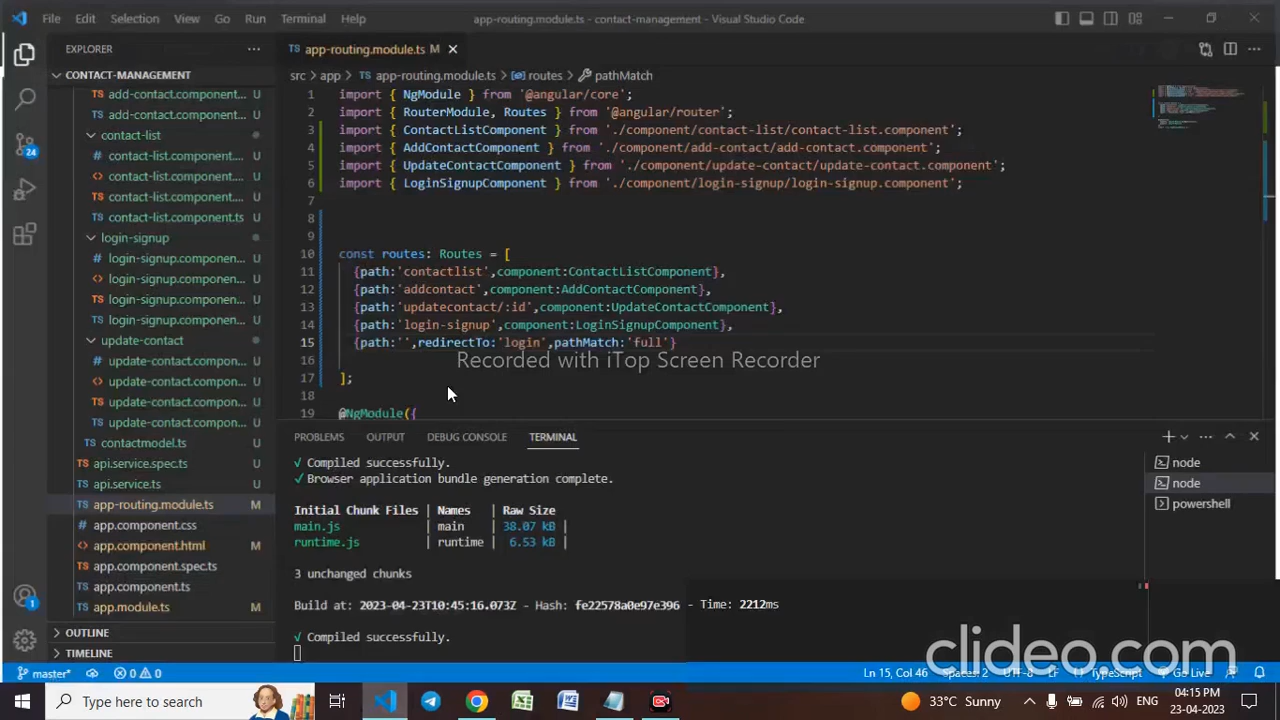 File Edit Selection View Go Run Terminal Help
app-routing.module.ts - contact-management - Visual Studio Code
EXPLORER
CONTACT-MANAGEMENT
add-contact.component... U
add-contact.component... U
contact-list
contact-list.component.... U
contact-list.component.... U
contact-list.component.... U
contact-list.component.ts U
login-signup
login-signup.componen... U
login-signup.componen... U
login-signup.componen... U
login-signup.componen... U
update-contact
update-contact.compon... U
update-contact.compon... U
update-contact.compon... U
update-contact.compon... U
contactmodel.ts U
api.service.spec.ts U
api.service.ts U
app-routing.module.ts M
app.component.css
app.component.html M
app.component.spec.ts
app.component.ts
app.module.ts M
OUTLINE
TIMELINE
24
1
TS app-routing.module.ts M
src > app > TS app-routing.module.ts > routes > pathMatch
1 import { NgModule } from '@angular/core';
2 import { RouterModule, Routes } from '@angular/router';
3 import { ContactListComponent } from './component/contact-list/contact-list.component';
4 import { AddContactComponent } from './component/add-contact/add-contact.component';
5 import { UpdateContactComponent } from './component/update-contact/update-contact.component';
6 import { LoginSignupComponent } from './component/login-signup/login-signup.component';
7
8
9
10 const routes: Routes = [
11 {path:'contactlist',component:ContactListComponent},
12 {path:'addcontact',component:AddContactComponent},
13 {path:'updatecontact/:id',component:UpdateContactComponent},
14 {path:'login-signup',component:LoginSignupComponent},
15 {path:'',redirectTo:'login',pathMatch:'full'}
16
17 ];
18
19 @NgModule({
Recorded with iTop Screen Recorder
PROBLEMS OUTPUT DEBUG CONSOLE TERMINAL
✓ Compiled successfully.
✓ Browser application bundle generation complete.
Initial Chunk Files | Names | Raw Size
main.js | main | 38.07 kB |
runtime.js | runtime | 6.53 kB |
3 unchanged chunks
Build at: 2023-04-23T10:45:16.073Z - Hash: fe22578a0e97e396 - Time: 2212ms
✓ Compiled successfully.
node
node
powershell
clideo.com
master* 0 0
Ln 15, Col 46 Spaces: 2 UTF-8 LF TypeScript Go Live
Type here to search
33°C Sunny ENG 04:15 PM
23-04-2023